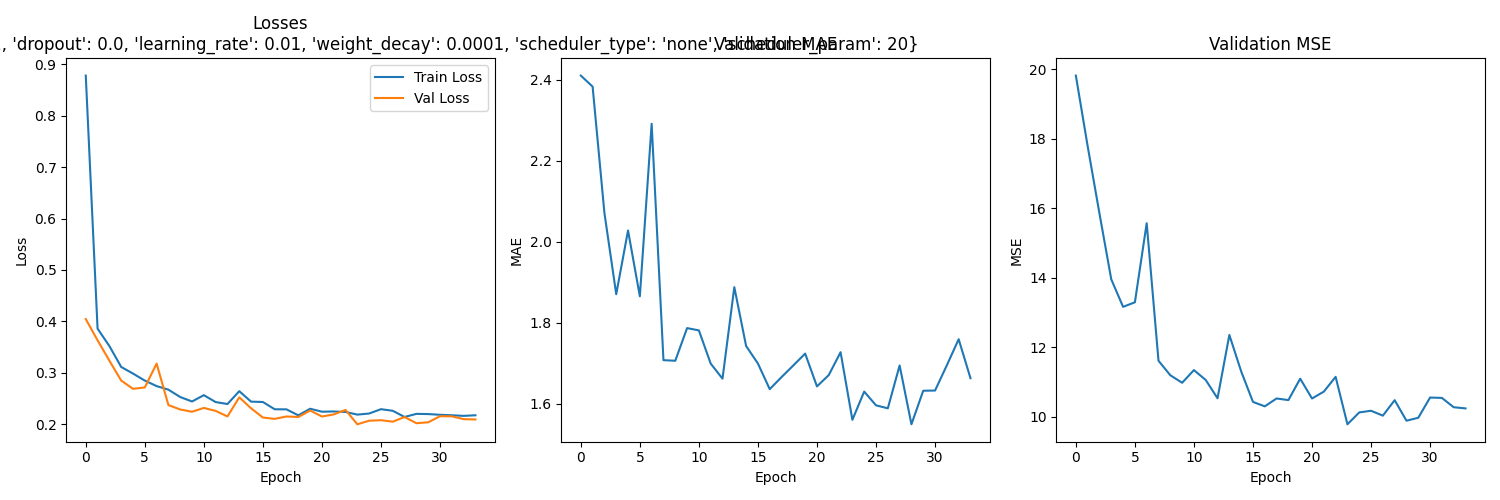 Losses
, 'dropout': 0.0, 'learning_rate': 0.01, 'weight_decay': 0.0001, 'scheduler_type': 'none', 'scheduler_param': 20}
Validation MAE
Validation MSE
0.9
0.8
0.7
0.6
0.5
0.4
0.3
0.2
Loss
Train Loss
Val Loss
0 5 10 15 20 25 30
Epoch
2.4
2.2
2.0
1.8
1.6
MAE
0 5 10 15 20 25 30
Epoch
20
18
16
14
12
10
MSE
0 5 10 15 20 25 30
Epoch